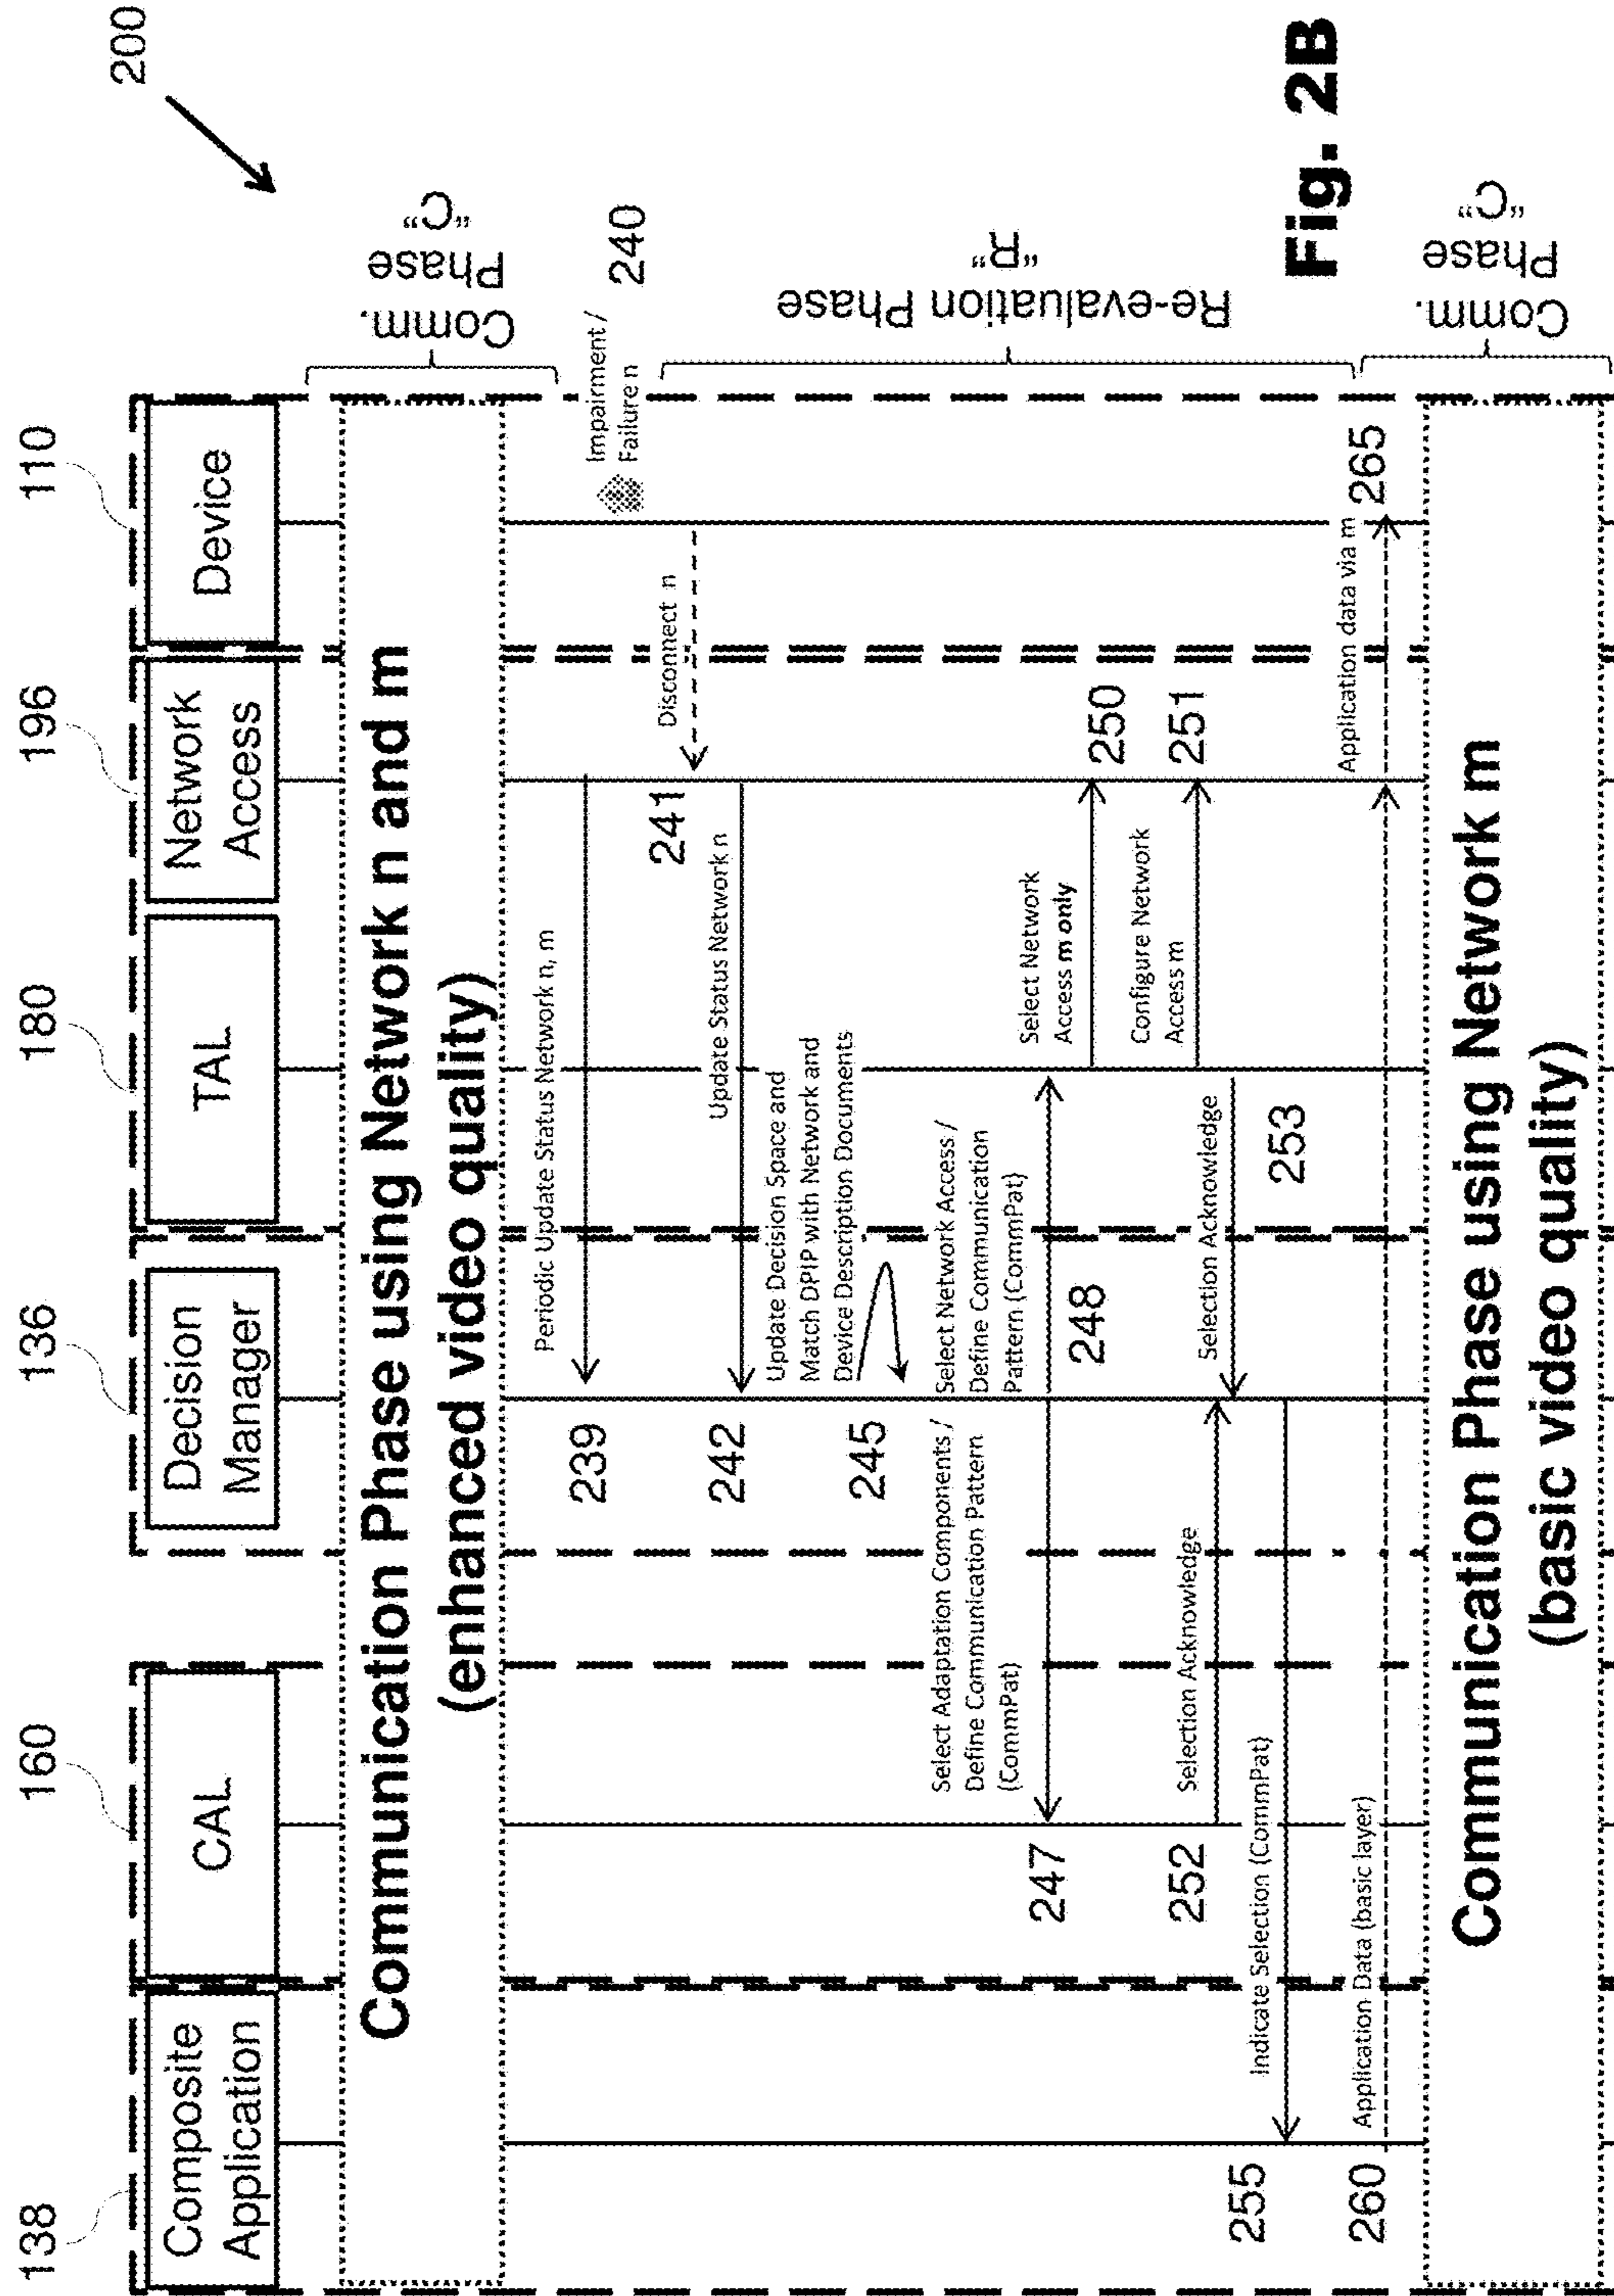 200
138
160
136
180
196
110
Composite
Application
CAL
Decision
Manager
TAL
Network
Access
Device
Communication Phase using Network n and m
(enhanced video quality)
Comm.
Phase
"C"
239
Periodic Update Status Network n, m
Impairment /
Failure n
240
Disconnect n
241
242
Update Status Network n
245
Update Decision Space and
Match DPIP with Network and
Device Description Documents
Re-evaluation Phase
"R"
Select Adaptation Components /
Define Communication Pattern
(CommPat)
247
Select Network Access /
Define Communication
Pattern (CommPat)
248
Select Network
Access m only
250
Configure Network
Access m
251
252
Selection Acknowledge
Selection Acknowledge
253
255
Indicate Selection (CommPat)
260
Application Data (basic layer)
Application data via m
265
Fig. 2B
Communication Phase using Network m
(basic video quality)
Comm.
Phase
"C"